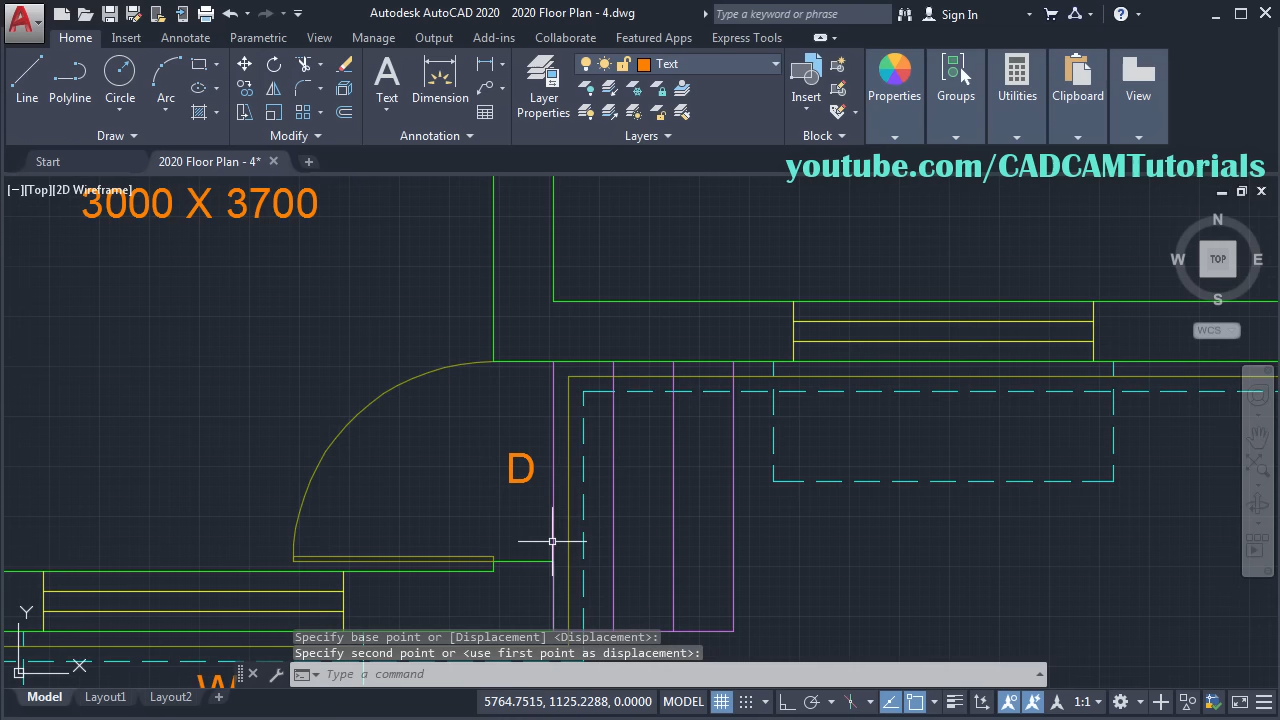 Autodesk AutoCAD 2020 2020 Floor Plan - 4.dwg
Type a keyword or phrase
Sign In
Home Insert Annotate Parametric View Manage Output Add-ins Collaborate Featured Apps Express Tools
Text
Line Polyline Circle Arc
Text Dimension
Layer Properties
Insert
Properties Groups Utilities Clipboard View
Draw Modify Annotation Layers Block
Start 2020 Floor Plan - 4*
youtube.com/CADCAMTutorials
[−][Top][2D Wireframe]
3000 X 3700
N
W TOP E
S
WCS
D
Y
X
W
Specify base point or [Displacement] <Displacement>:
Specify second point or <use first point as displacement>:
Type a command
Model Layout1 Layout2
5764.7515, 1125.2288, 0.0000 MODEL 1:1